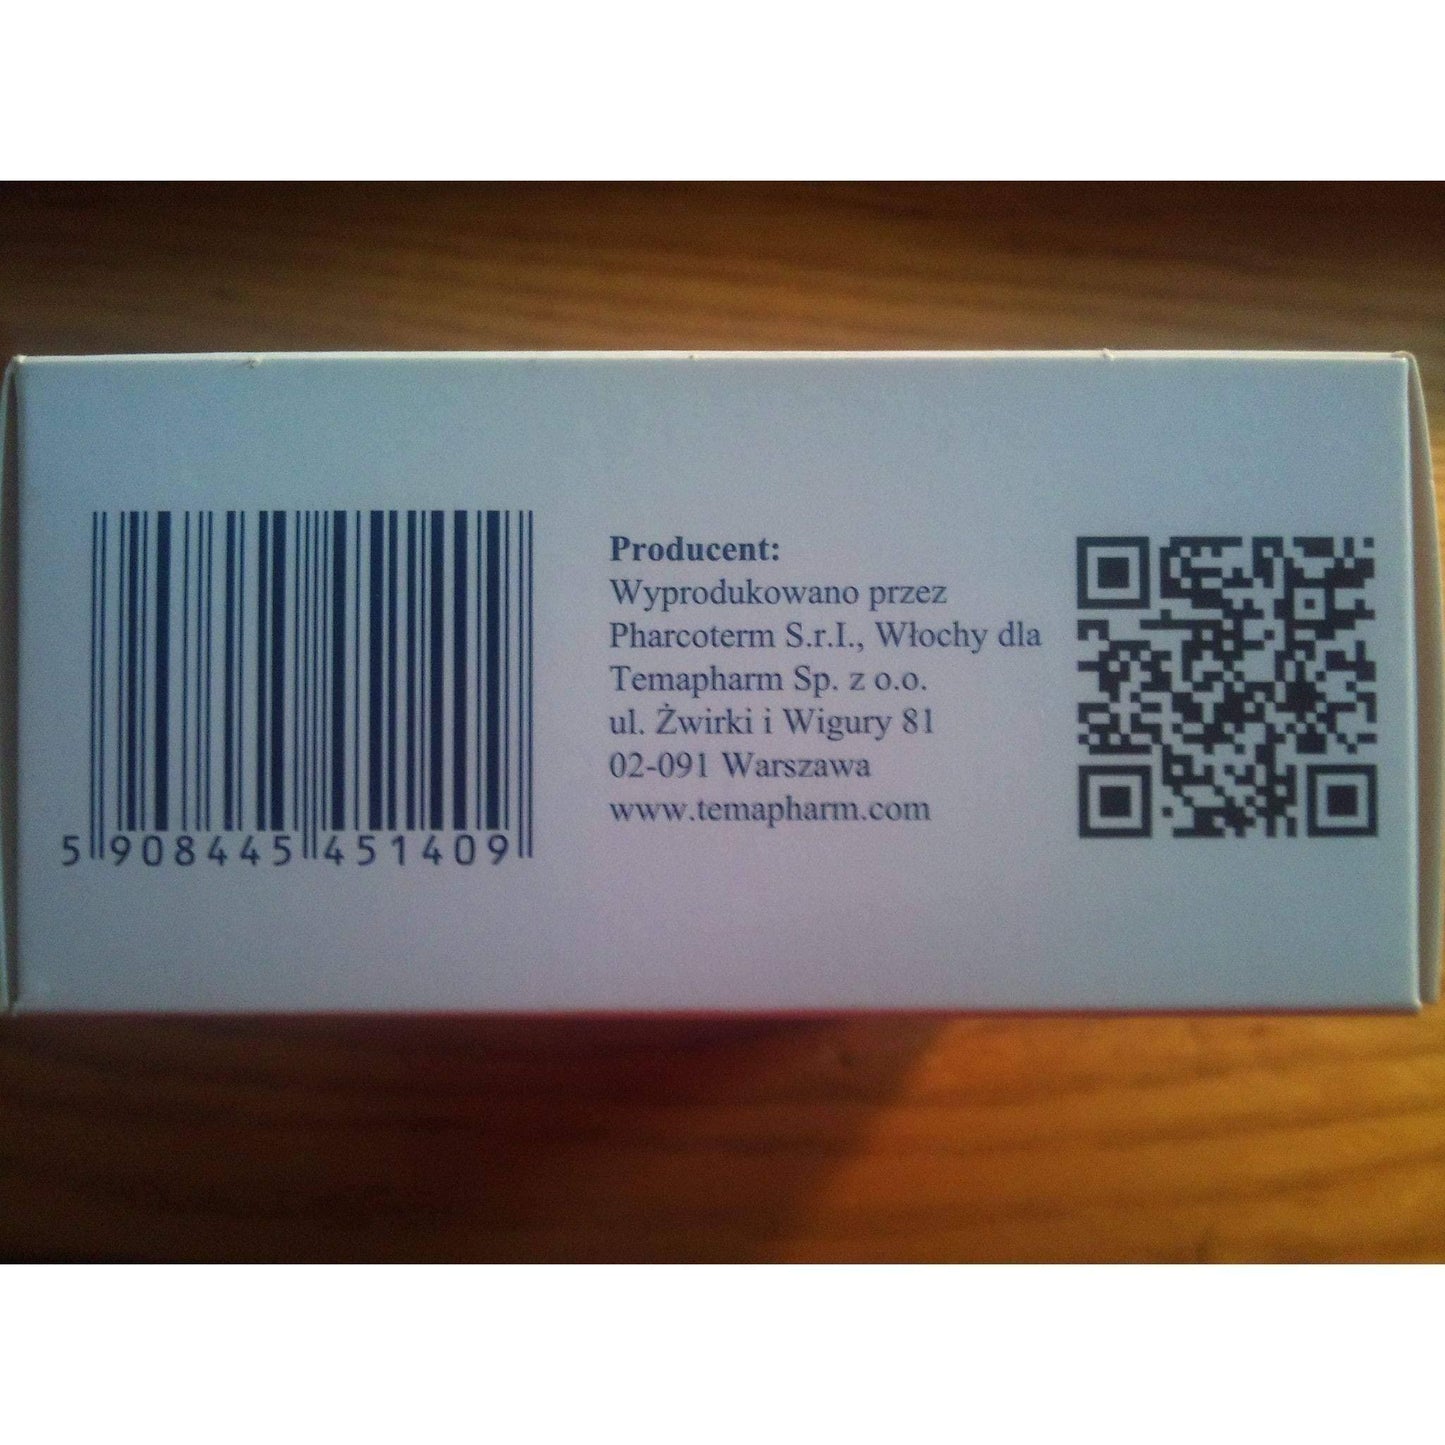 5 908445 451409
Producent:
Wyprodukowano przez
Pharcoterm S.r.I., Włochy dla
Temapharm Sp. z o.o.
ul. Żwirki i Wigury 81
02-091 Warszawa
www.temapharm.com